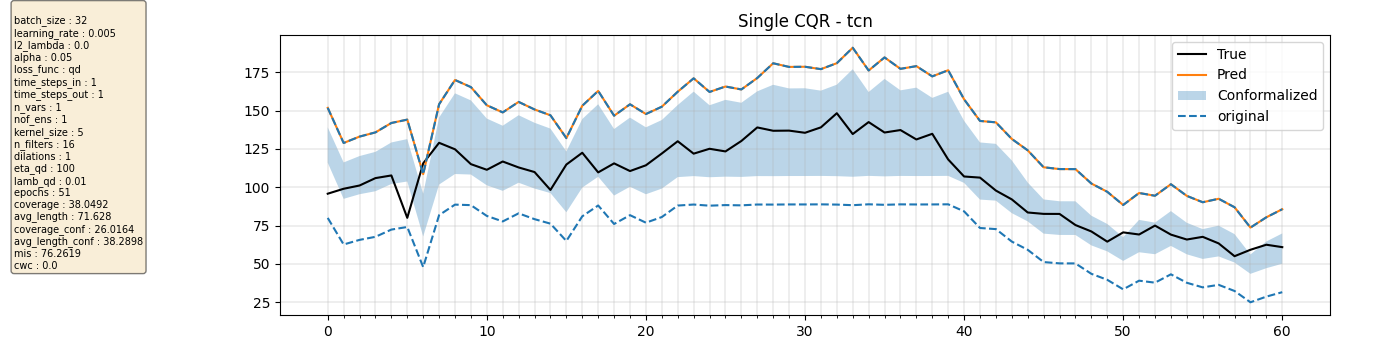 batch_size : 32
learning_rate : 0.005
l2_lambda : 0.0
alpha : 0.05
loss_func : qd
time_steps_in : 1
time_steps_out : 1
n_vars : 1
nof_ens : 1
kernel_size : 5
n_filters : 16
dilations : 1
eta_qd : 100
lamb_qd : 0.01
epochs : 51
coverage : 38.0492
avg_length : 71.628
coverage_conf : 26.0164
avg_length_conf : 38.2898
mis : 76.2619
cwc : 0.0
Single CQR - tcn
True
Pred
Conformalized
original
175
150
125
100
75
50
25
0 10 20 30 40 50 60